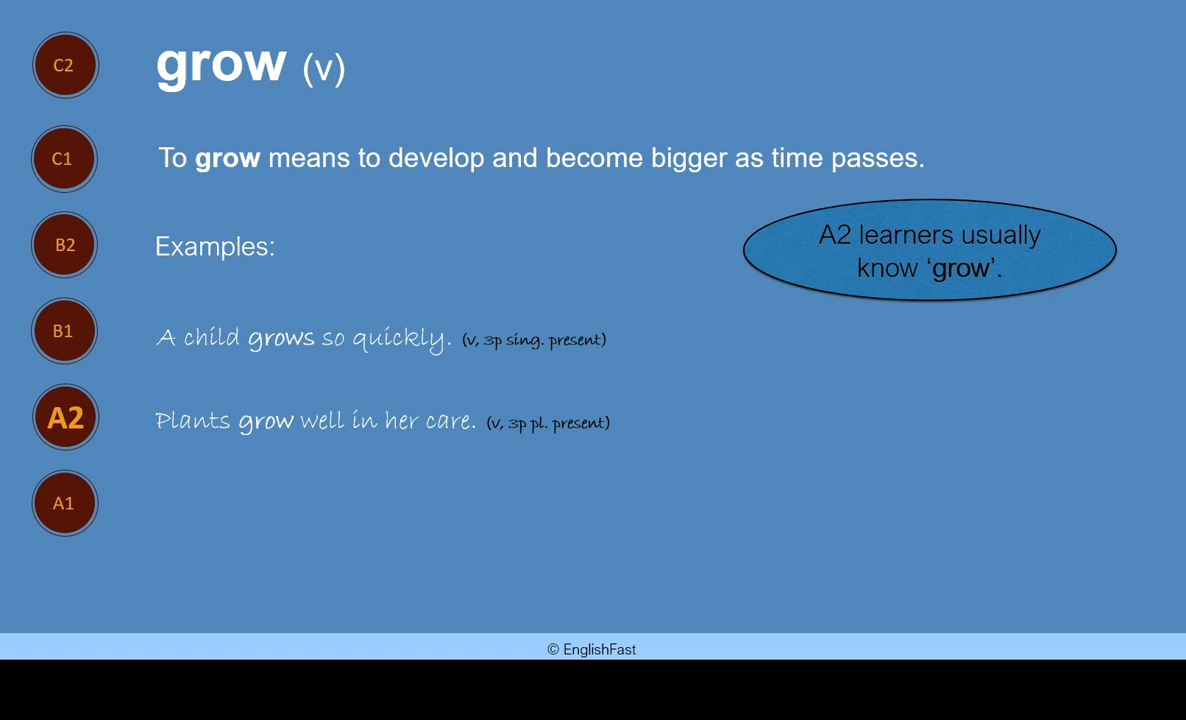 C2
grow (v)
C1
To grow means to develop and become bigger as time passes.
B2
Examples:
A2 learners usually
know ‘grow’.
B1
A child grows so quickly. (v, 3p sing. present)
A2
Plants grow well in her care. (v, 3p pl. present)
A1
© EnglishFast